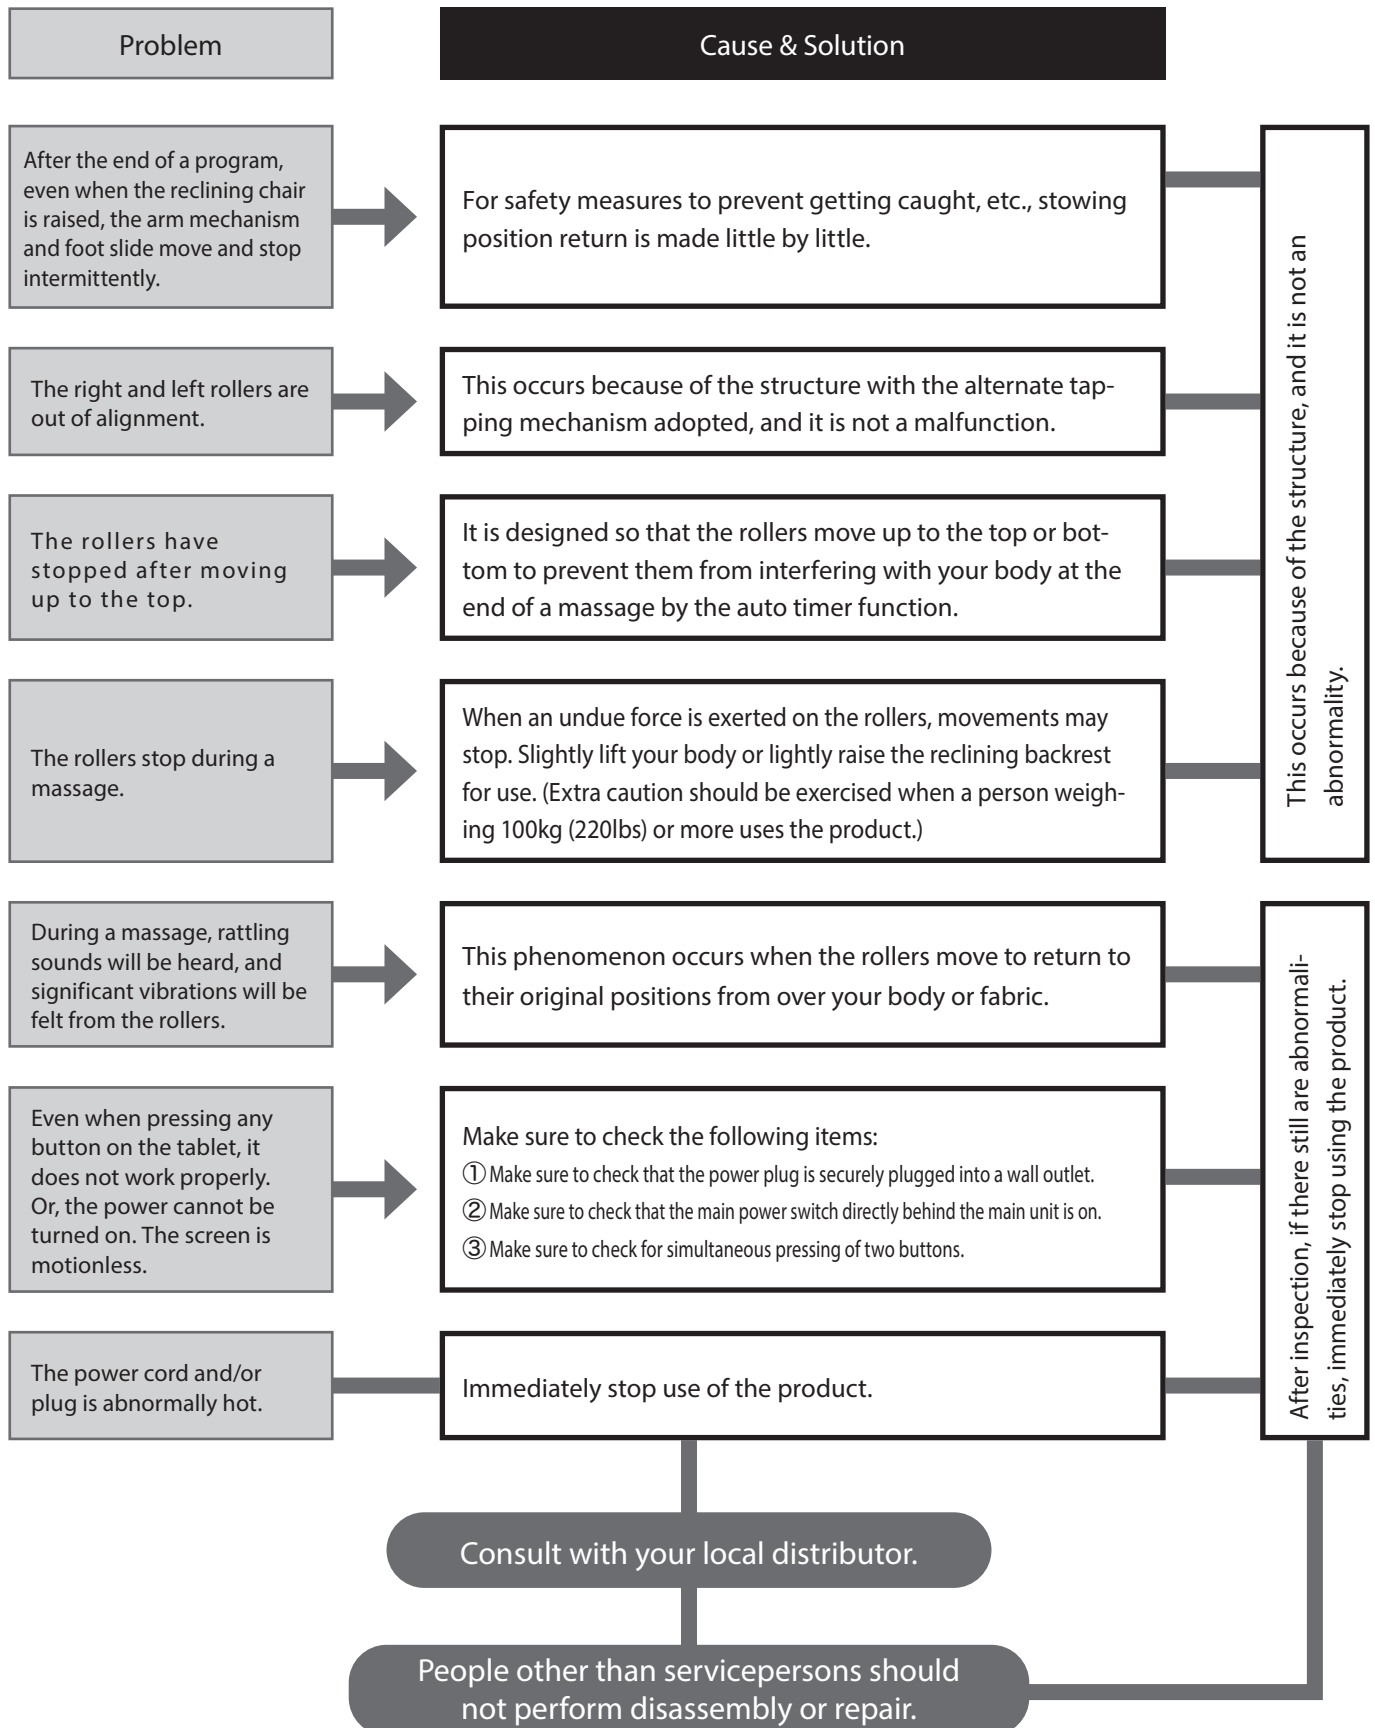 Problem
Cause & Solution
After the end of a program,
even when the reclining chair
is raised, the arm mechanism
and foot slide move and stop
intermittently.
For safety measures to prevent getting caught, etc., stowing
position return is made little by little.
The right and left rollers are
out of alignment.
This occurs because of the structure with the alternate tap-
ping mechanism adopted, and it is not a malfunction.
The rollers have
stopped after moving
up to the top.
It is designed so that the rollers move up to the top or bot-
tom to prevent them from interfering with your body at the
end of a massage by the auto timer function.
The rollers stop during a
massage.
When an undue force is exerted on the rollers, movements may
stop. Slightly lift your body or lightly raise the reclining backrest
for use. (Extra caution should be exercised when a person weigh-
ing 100kg (220lbs) or more uses the product.)
This occurs because of the structure, and it is not an
abnormality.
During a massage, rattling
sounds will be heard, and
significant vibrations will be
felt from the rollers.
This phenomenon occurs when the rollers move to return to
their original positions from over your body or fabric.
Even when pressing any
button on the tablet, it
does not work properly.
Or, the power cannot be
turned on. The screen is
motionless.
Make sure to check the following items:
① Make sure to check that the power plug is securely plugged into a wall outlet.
② Make sure to check that the main power switch directly behind the main unit is on.
③ Make sure to check for simultaneous pressing of two buttons.
The power cord and/or
plug is abnormally hot.
Immediately stop use of the product.
After inspection, if there still are abnormali-
ties, immediately stop using the product.
Consult with your local distributor.
People other than servicepersons should
not perform disassembly or repair.